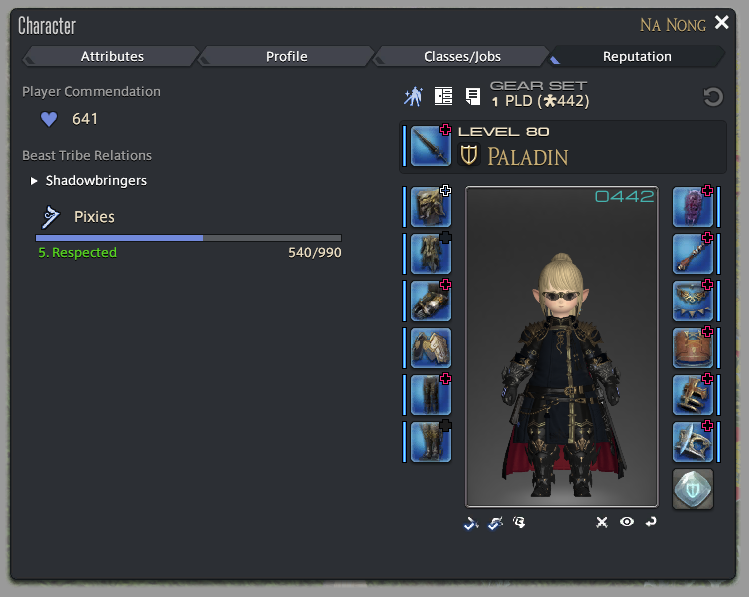 Character
Na Nong
Attributes
Profile
Classes/Jobs
Reputation
Player Commendation
641
Beast Tribe Relations
Shadowbringers
Pixies
5. Respected
540/990
GEAR SET
1 PLD (442)
LEVEL 80
PALADIN
0442